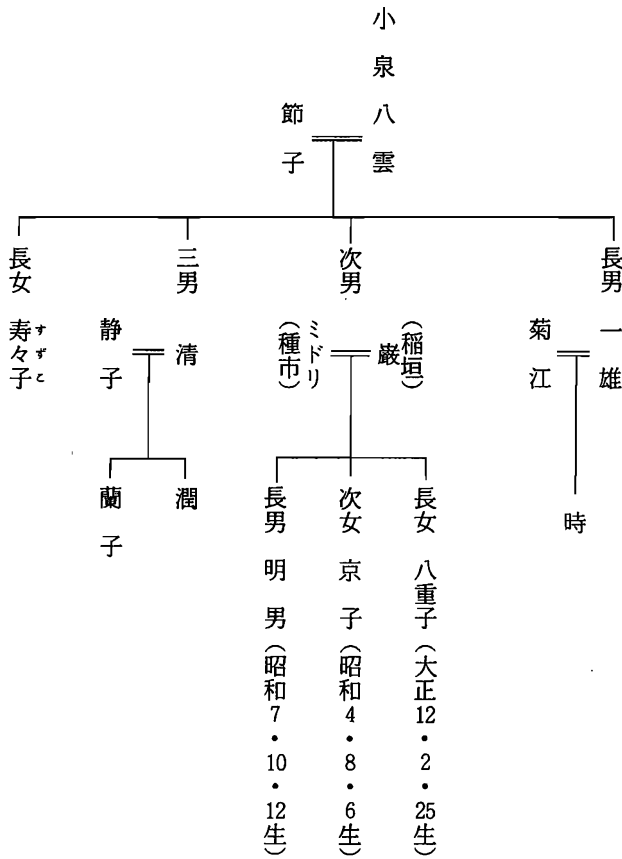 小泉八雲
節子
長男 一雄
菊江
時
次男 巌
(稲垣)
ミドリ
(種市)
長女 八重子(大正12・2・25生)
次女 京子(昭和4・8・6生)
長男 明男(昭和7・10・12生)
三男 清
静子
潤
蘭子
長女 寿々子
すずこ